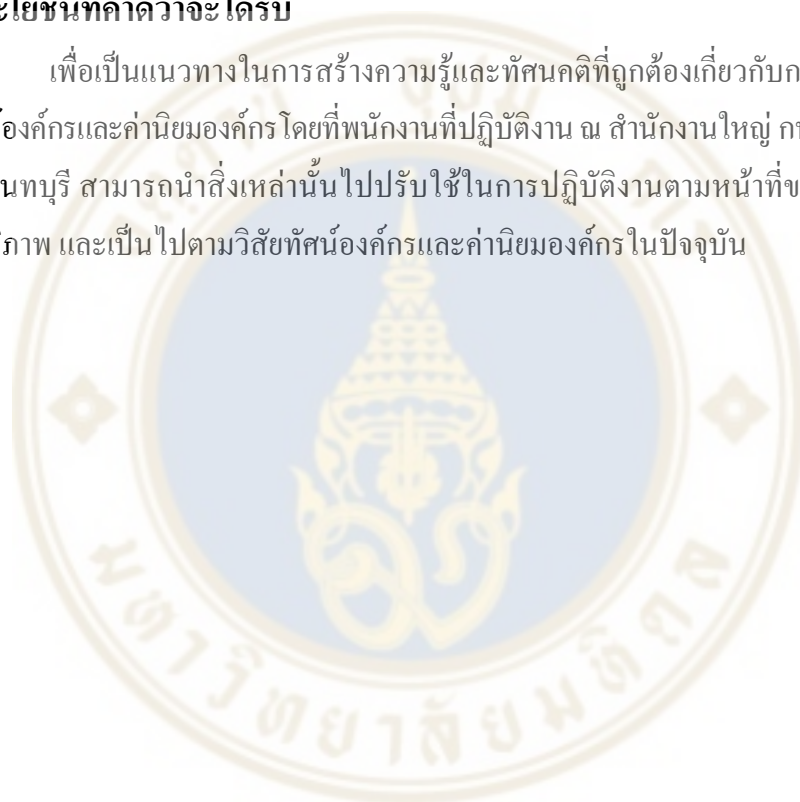 ะโยชน์ที่คาดว่าจะได้รับ
เพื่อเป็นแนวทางในการสร้างความรู้และทัศนคติที่ถูกต้องเกี่ยวกับก
องค์กรและค่านิยมองค์กรโดยที่พนักงานที่ปฏิบัติงาน ณ สำนักงานใหญ่ กา
นทบุรี สามารถนำสิ่งเหล่านั้นไปปรับใช้ในการปฏิบัติงานตามหน้าที่ข
ภาพ และเป็นไปตามวิสัยทัศน์องค์กรและค่านิยมองค์กรในปัจจุบัน
มหาวิทยาลัยมหิดล